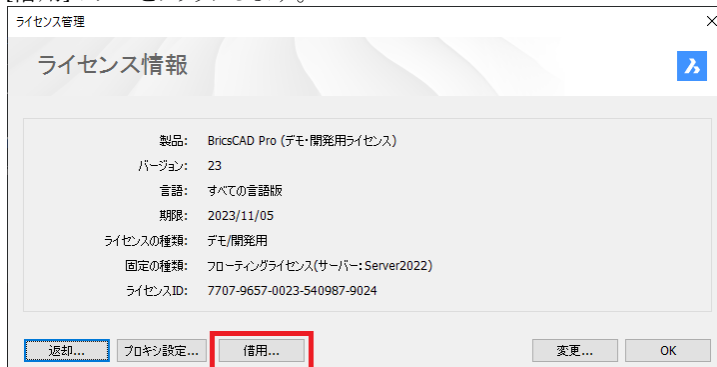 ライセンス管理
ライセンス情報
製品: BricsCAD Pro (デモ・開発用ライセンス)
バージョン: 23
言語: すべての言語版
期限: 2023/11/05
ライセンスの種類: デモ/開発用
固定の種類: フローティングライセンス(サーバー: Server2022)
ライセンスID: 7707-9657-0023-540987-9024
返却... プロキシ設定... 借用... 変更... OK